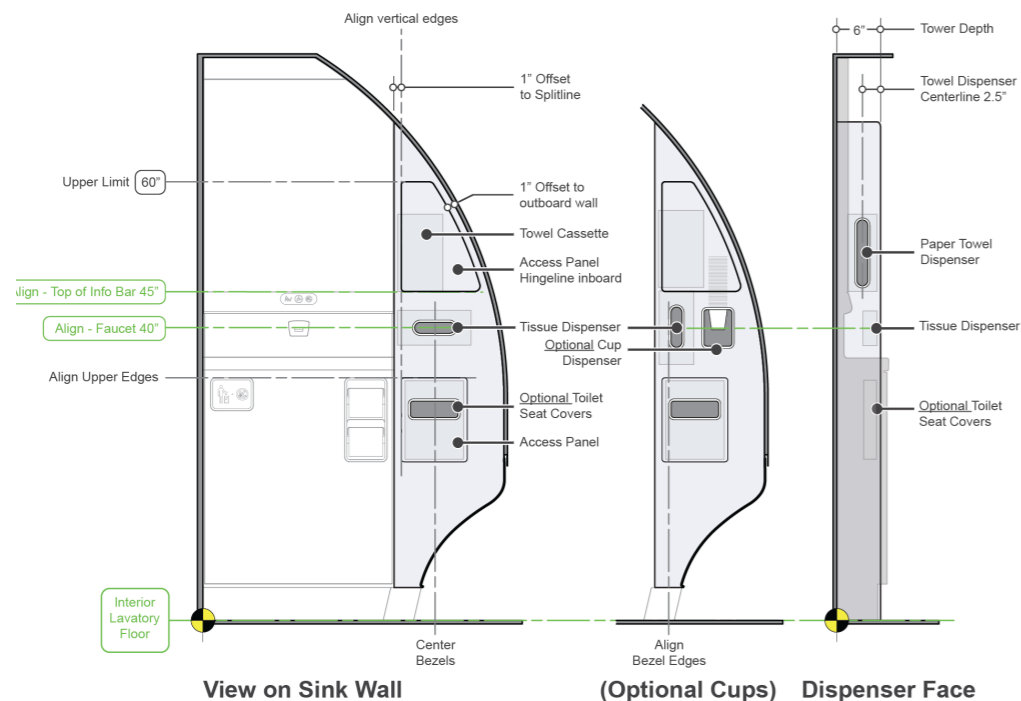 Align vertical edges
6”
Tower Depth
1” Offset
to Splitline
Towel Dispenser
Centerline 2.5”
Upper Limit
60”
1” Offset to
outboard wall
Towel Cassette
Access Panel
Hingeline inboard
Paper Towel
Dispenser
Align - Top of Info Bar 45”
Align - Faucet 40”
Tissue Dispenser
Optional Cup
Dispenser
Tissue Dispenser
Align Upper Edges
Optional Toilet
Seat Covers
Access Panel
Optional Toilet
Seat Covers
Interior
Lavatory
Floor
Center
Bezels
Align
Bezel Edges
View on Sink Wall
(Optional Cups)
Dispenser Face